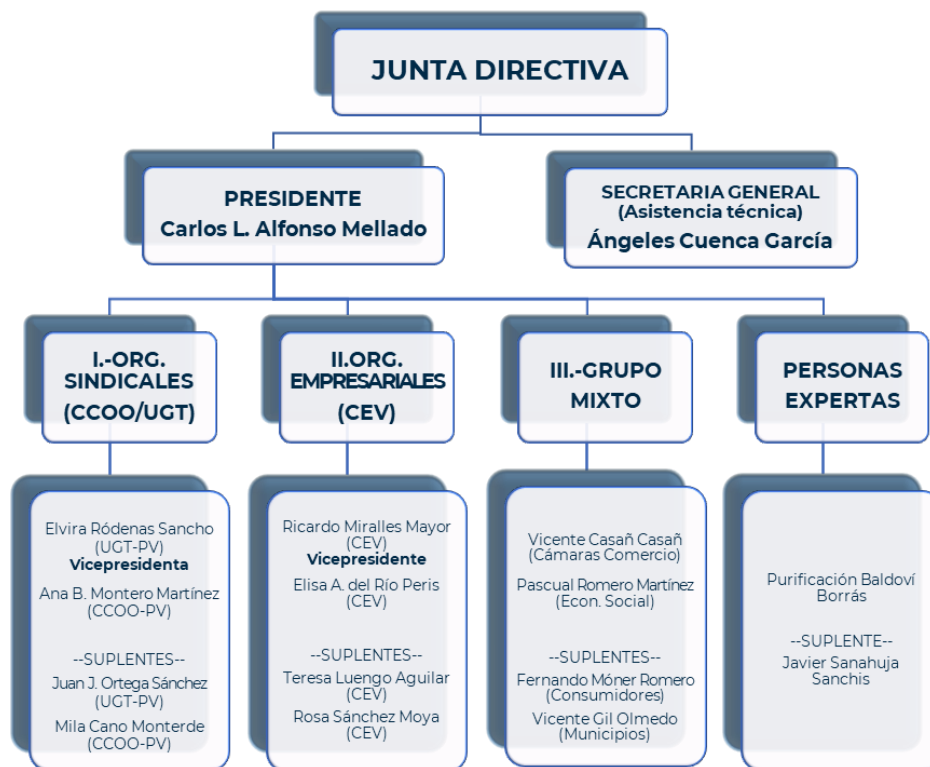 JUNTA DIRECTIVA
PRESIDENTE
Carlos L. Alfonso Mellado
SECRETARIA GENERAL
(Asistencia técnica)
Ángeles Cuenca García
I.-ORG.
SINDICALES
(CCOO/UGT)
II.ORG.
EMPRESARIALES
(CEV)
III.-GRUPO
MIXTO
PERSONAS
EXPERTAS
Elvira Ródenas Sancho
(UGT-PV)
Vicepresidenta
Ana B. Montero Martínez
(CCOO-PV)
--SUPLENTES--
Juan J. Ortega Sánchez
(UGT-PV)
Mila Cano Monterde
(CCOO-PV)
Ricardo Miralles Mayor
(CEV)
Vicepresidente
Elisa A. del Río Peris
(CEV)
--SUPLENTES--
Teresa Luengo Aguilar
(CEV)
Rosa Sánchez Moya
(CEV)
Vicente Casañ Casañ
(Cámaras Comercio)
Pascual Romero Martínez
(Econ. Social)
--SUPLENTES--
Fernando Móner Romero
(Consumidores)
Vicente Gil Olmedo
(Municipios)
Purificación Baldoví
Borrás
--SUPLENTE--
Javier Sanahuja
Sanchis